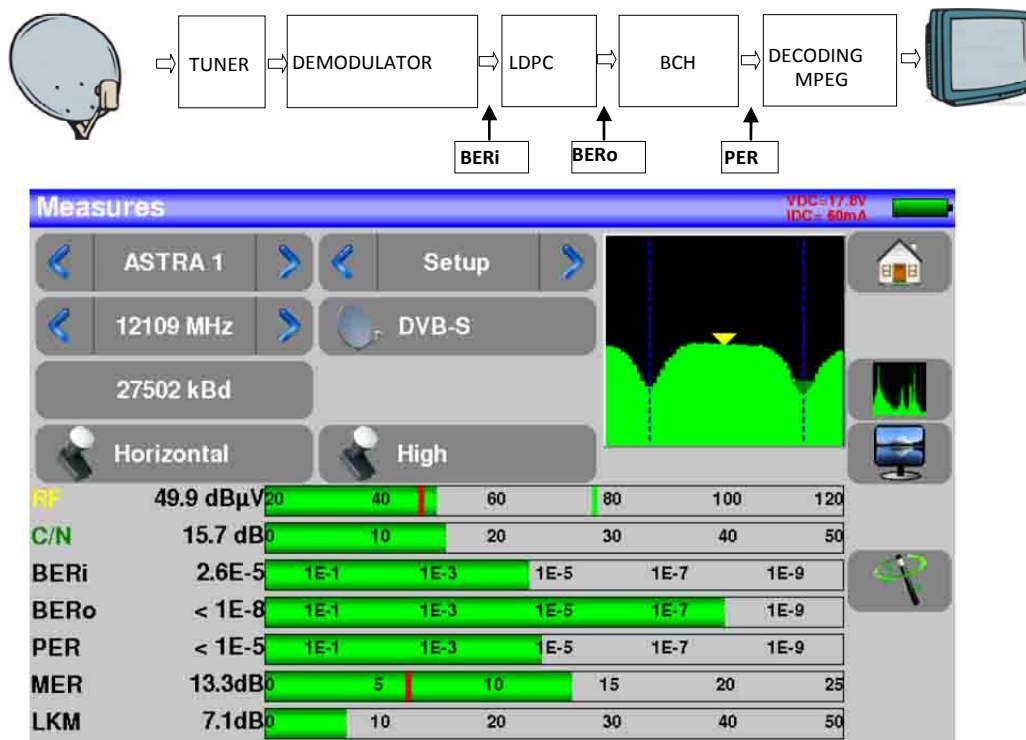 TUNER
DEMODULATOR
LDPC
BCH
DECODING
MPEG
BERi
BERo
PER
Measures
VDC=17.8V
IDC= 60mA
ASTRA 1
Setup
12109 MHz
DVB-S
27502 kBd
Horizontal
High
RF 49.9 dBµV 20 40 60 80 100 120
C/N 15.7 dB 0 10 20 30 40 50
BERi 2.6E-5 1E-1 1E-3 1E-5 1E-7 1E-9
BERo < 1E-8 1E-1 1E-3 1E-5 1E-7 1E-9
PER < 1E-5 1E-1 1E-3 1E-5 1E-7 1E-9
MER 13.3dB 0 5 10 15 20 25
LKM 7.1dB 0 10 20 30 40 50